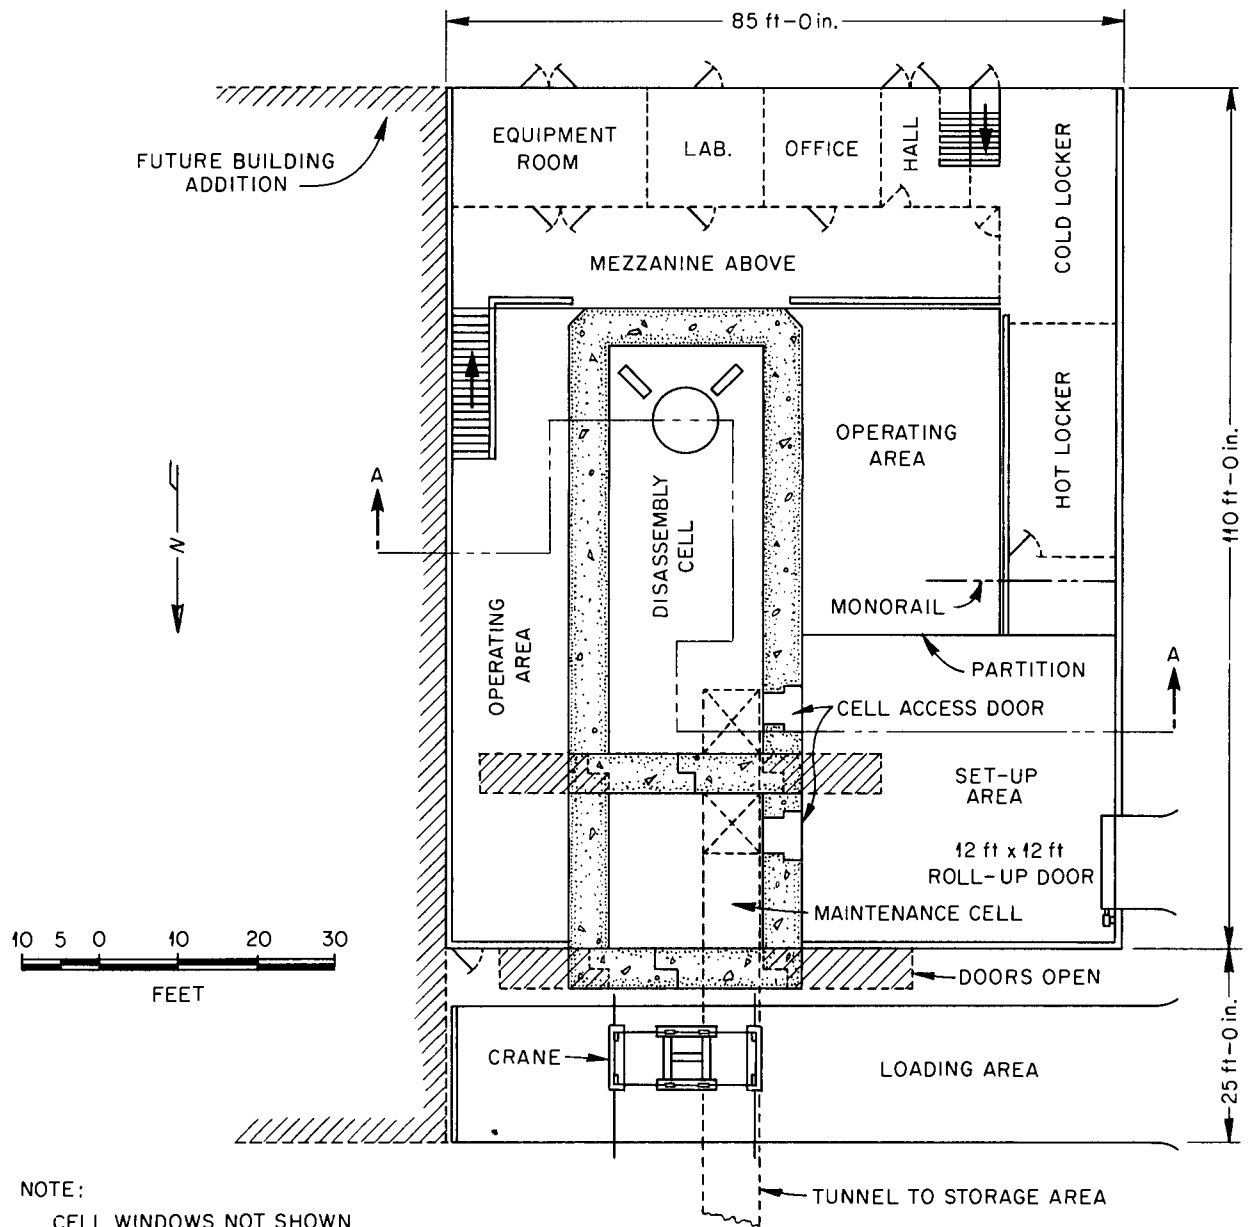 85 ft-0 in.
FUTURE BUILDING
ADDITION
EQUIPMENT
ROOM
LAB.
OFFICE
HALL
COLD LOCKER
MEZZANINE ABOVE
110 ft-0 in.
HOT LOCKER
OPERATING
AREA
A
N
DISASSEMBLY
CELL
MONORAIL
OPERATING
AREA
PARTITION
A
CELL ACCESS DOOR
SET-UP
AREA
12 ft x 12 ft
ROLL-UP DOOR
MAINTENANCE CELL
10 5 0 10 20 30
FEET
DOORS OPEN
25 ft-0 in.
CRANE
LOADING AREA
TUNNEL TO STORAGE AREA
NOTE:
CELL WINDOWS NOT SHOWN